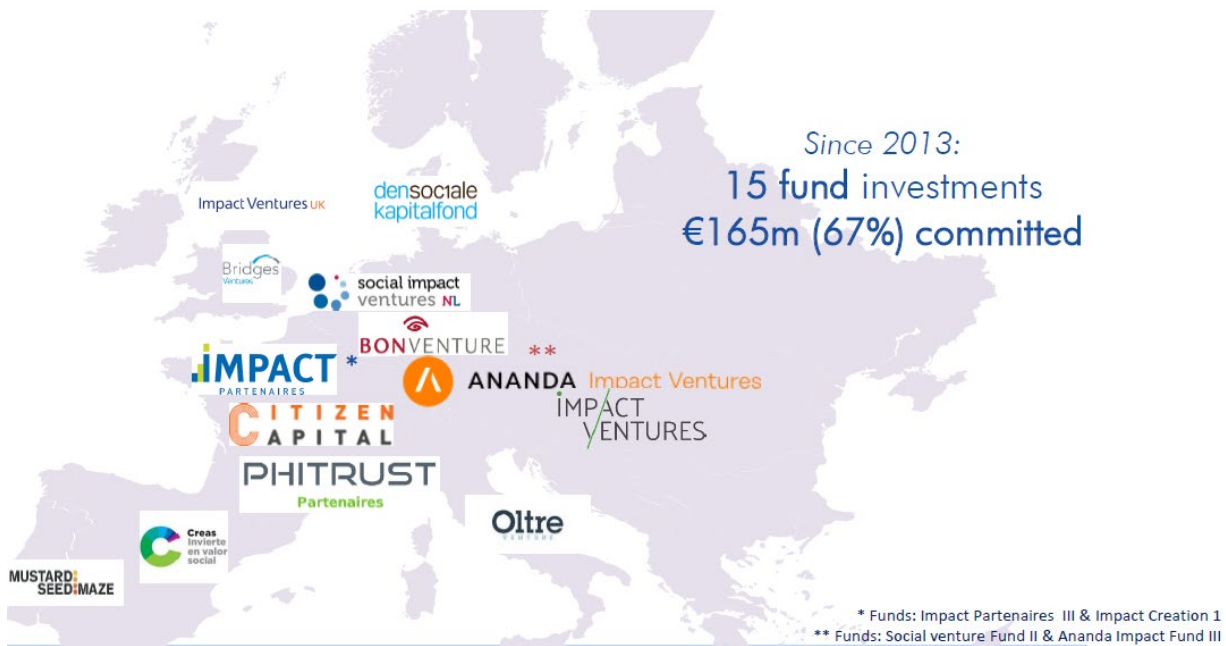 Since 2013:
15 fund investments
€165m (67%) committed
Impact Ventures UK
densociale
kapitalfond
Bridges
Ventures
social impact
ventures NL
BONVENTURE **
IMPACT *
PARTENAIRES
ANANDA Impact Ventures
IMPACT
VENTURES
CITIZEN
CAPITAL
PHITRUST
Partenaires
Oltre
VENTURE
Creas
Invierte
en valor
social
MUSTARD
SEED MAZE
* Funds: Impact Partenaires III & Impact Creation 1
** Funds: Social venture Fund II & Ananda Impact Fund III